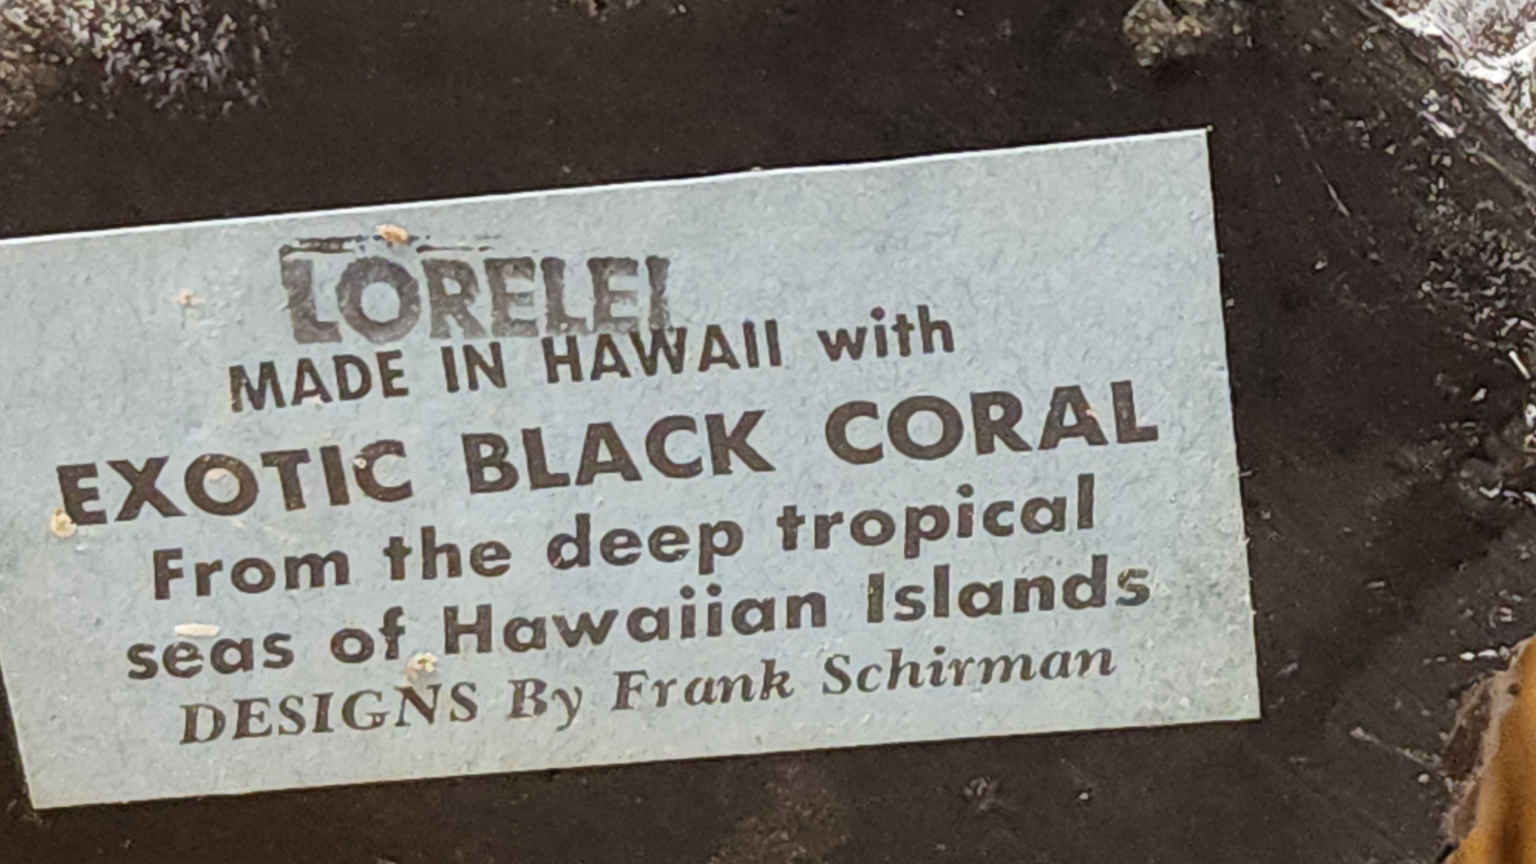 LORELEI
MADE IN HAWAII with
EXOTIC BLACK CORAL
From the deep tropical
seas of Hawaiian Islands
DESIGNS By Frank Schirman